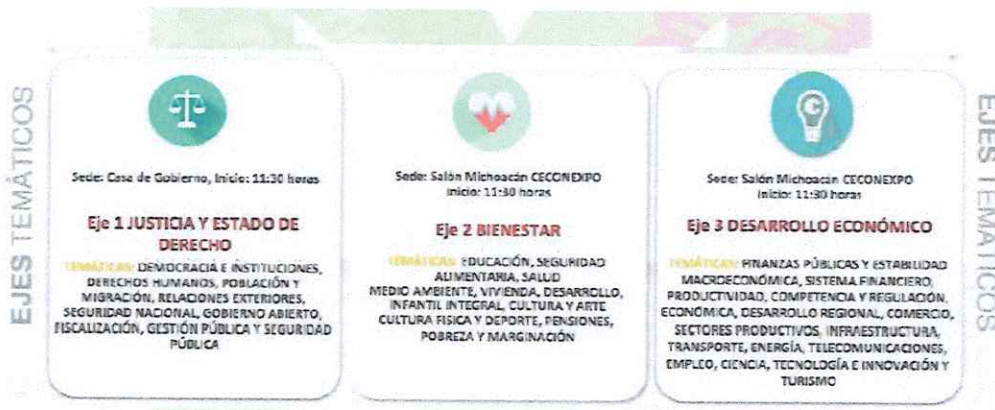 EJES TEMÁTICOS
Sede: Casa de Gobierno, Inicio: 11:30 horas
Eje 1 JUSTICIA Y ESTADO DE
DERECHO
TEMÁTICAS: DEMOCRACIA E INSTITUCIONES,
DERECHOS HUMANOS, POBLACIÓN Y
MIGRACIÓN, RELACIONES EXTERIORES,
SEGURIDAD NACIONAL, GOBIERNO ABIERTO,
FISCALIZACIÓN, GESTIÓN PÚBLICA Y SEGURIDAD
PÚBLICA
Sede: Salón Michoacán CECONEXPO
Inicio: 11:30 horas
Eje 2 BIENESTAR
TEMÁTICAS: EDUCACIÓN, SEGURIDAD
ALIMENTARIA, SALUD
MEDIO AMBIENTE, VIVIENDA, DESARROLLO,
INFANTIL INTEGRAL, CULTURA Y ARTE
CULTURA FISICA Y DEPORTE, PENSIONES,
POBREZA Y MARGINACIÓN
Sede: Salón Michoacán CECONEXPO
Inicio: 11:30 horas
Eje 3 DESARROLLO ECONÓMICO
TEMÁTICAS: FINANZAS PÚBLICAS Y ESTABILIDAD
MACROECONÓMICA, SISTEMA FINANCIERO,
PRODUCTIVIDAD, COMPETENCIA Y REGULACIÓN,
ECONÓMICA, DESARROLLO REGIONAL, COMERCIO,
SECTORES PRODUCTIVOS, INFRAESTRUCTURA,
TRANSPORTE, ENERGÍA, TELECOMUNICACIONES,
EMPLEO, CIENCIA, TECNOLOGÍA E INNOVACIÓN Y
TURISMO
EJES TEMÁTICOS